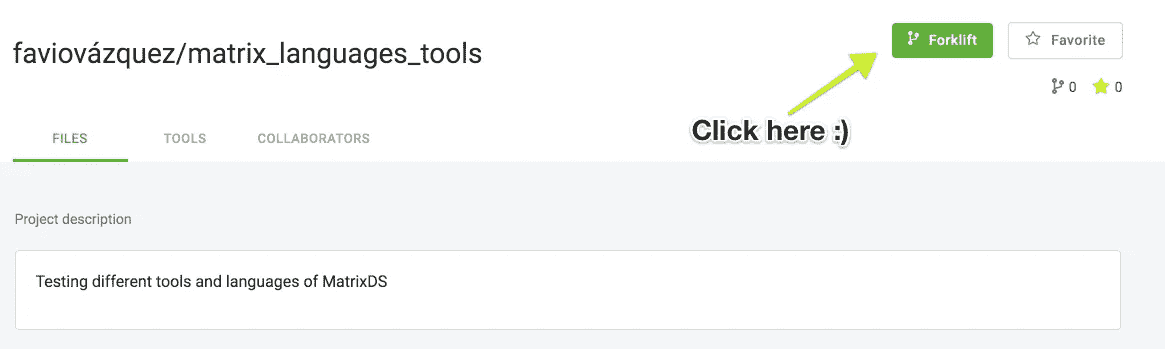 faviovázquez/matrix_languages_tools
Forklift
Favorite
0
0
Click here :)
FILES
TOOLS
COLLABORATORS
Project description
Testing different tools and languages of MatrixDS